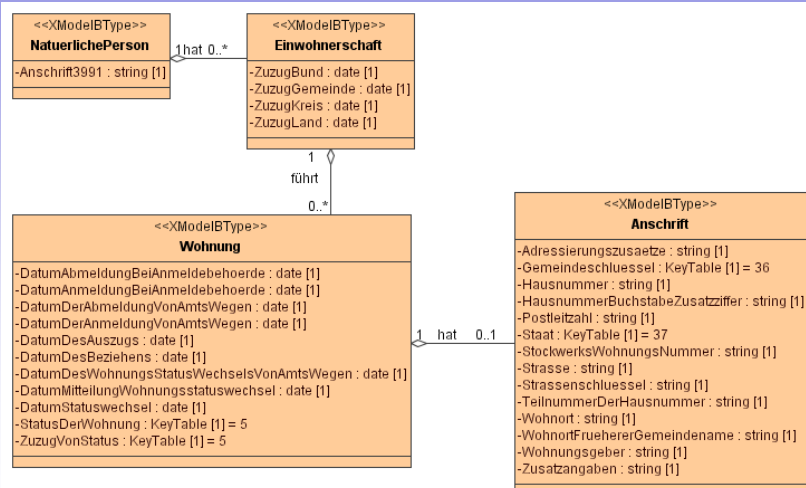 <<XModelBType>>
NatuerlichePerson
-Anschrift3991 : string [1]
1 hat 0..*
<<XModelBType>>
Einwohnerschaft
-ZuzugBund : date [1]
-ZuzugGemeinde : date [1]
-ZuzugKreis : date [1]
-ZuzugLand : date [1]
1
führt
0..*
<<XModelBType>>
Wohnung
-DatumAbmeldungBeiAnmeldebehoerde : date [1]
-DatumAnmeldungBeiAnmeldebehoerde : date [1]
-DatumDerAbmeldungVonAmtsWegen : date [1]
-DatumDerAnmeldungVonAmtsWegen : date [1]
-DatumDesAuszugs : date [1]
-DatumDesBeziehens : date [1]
-DatumDesWohnungsStatusWechselsVonAmtsWegen : date [1]
-DatumMitteilungWohnungsstatuswechsel : date [1]
-DatumStatuswechsel : date [1]
-StatusDerWohnung : KeyTable [1] = 5
-ZuzugVonStatus : KeyTable [1] = 5
1 hat 0..1
<<XModelBType>>
Anschrift
-Adressierungszusaetze : string [1]
-Gemeindeschluessel : KeyTable [1] = 36
-Hausnummer : string [1]
-HausnummerBuchstabeZusatzziffer : string [1]
-Postleitzahl : string [1]
-Staat : KeyTable [1] = 37
-StockwerksWohnungsNummer : string [1]
-Strasse : string [1]
-Strassenschluessel : string [1]
-TeilnummerDerHausnummer : string [1]
-Wohnort : string [1]
-WohnortFruehererGemeindename : string [1]
-Wohnungsgeber : string [1]
-Zusatzangaben : string [1]